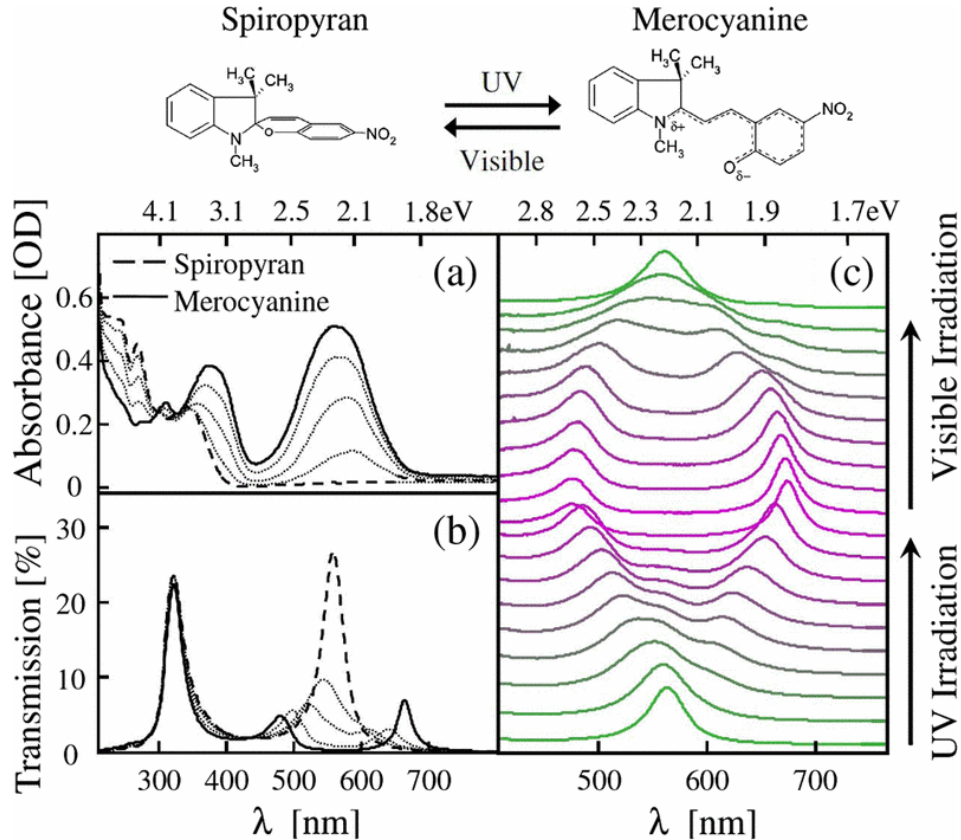 Spiropyran
Merocyanine
H₃C
CH₃
N
O
NO₂
CH₃
UV
Visible
H₃C
CH₃
N
δ+
CH₃
NO₂
O
δ−
4.1 3.1 2.5 2.1 1.8eV
2.8 2.5 2.3 2.1 1.9 1.7eV
Absorbance [OD]
0.6
0.4
0.2
0
Spiropyran
Merocyanine
(a)
Transmission [%]
30
20
10
0
(b)
300 400 500 600 700
λ [nm]
(c)
500 600 700
λ [nm]
Visible Irradiation
UV Irradiation